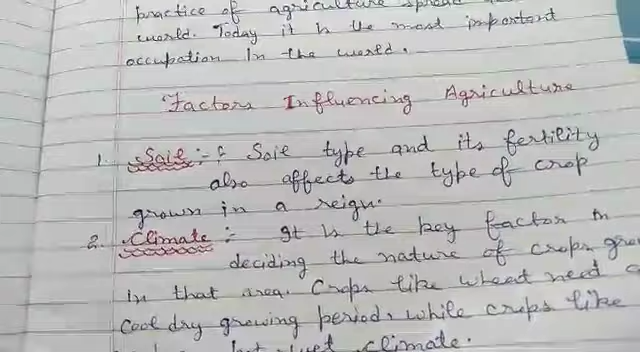 practice of agriculture spread
world. Today it is the most important
occupation In the world.
Factors Influencing Agriculture
1. Soil :- Soil type and its fertility
also affects the type of crop
grown in a reign.
2. Climate :- It is the key factor in
deciding the nature of crops grow
In that area. Crops like wheat need a
Cool dry growing period, while crops like
hot wet climate.